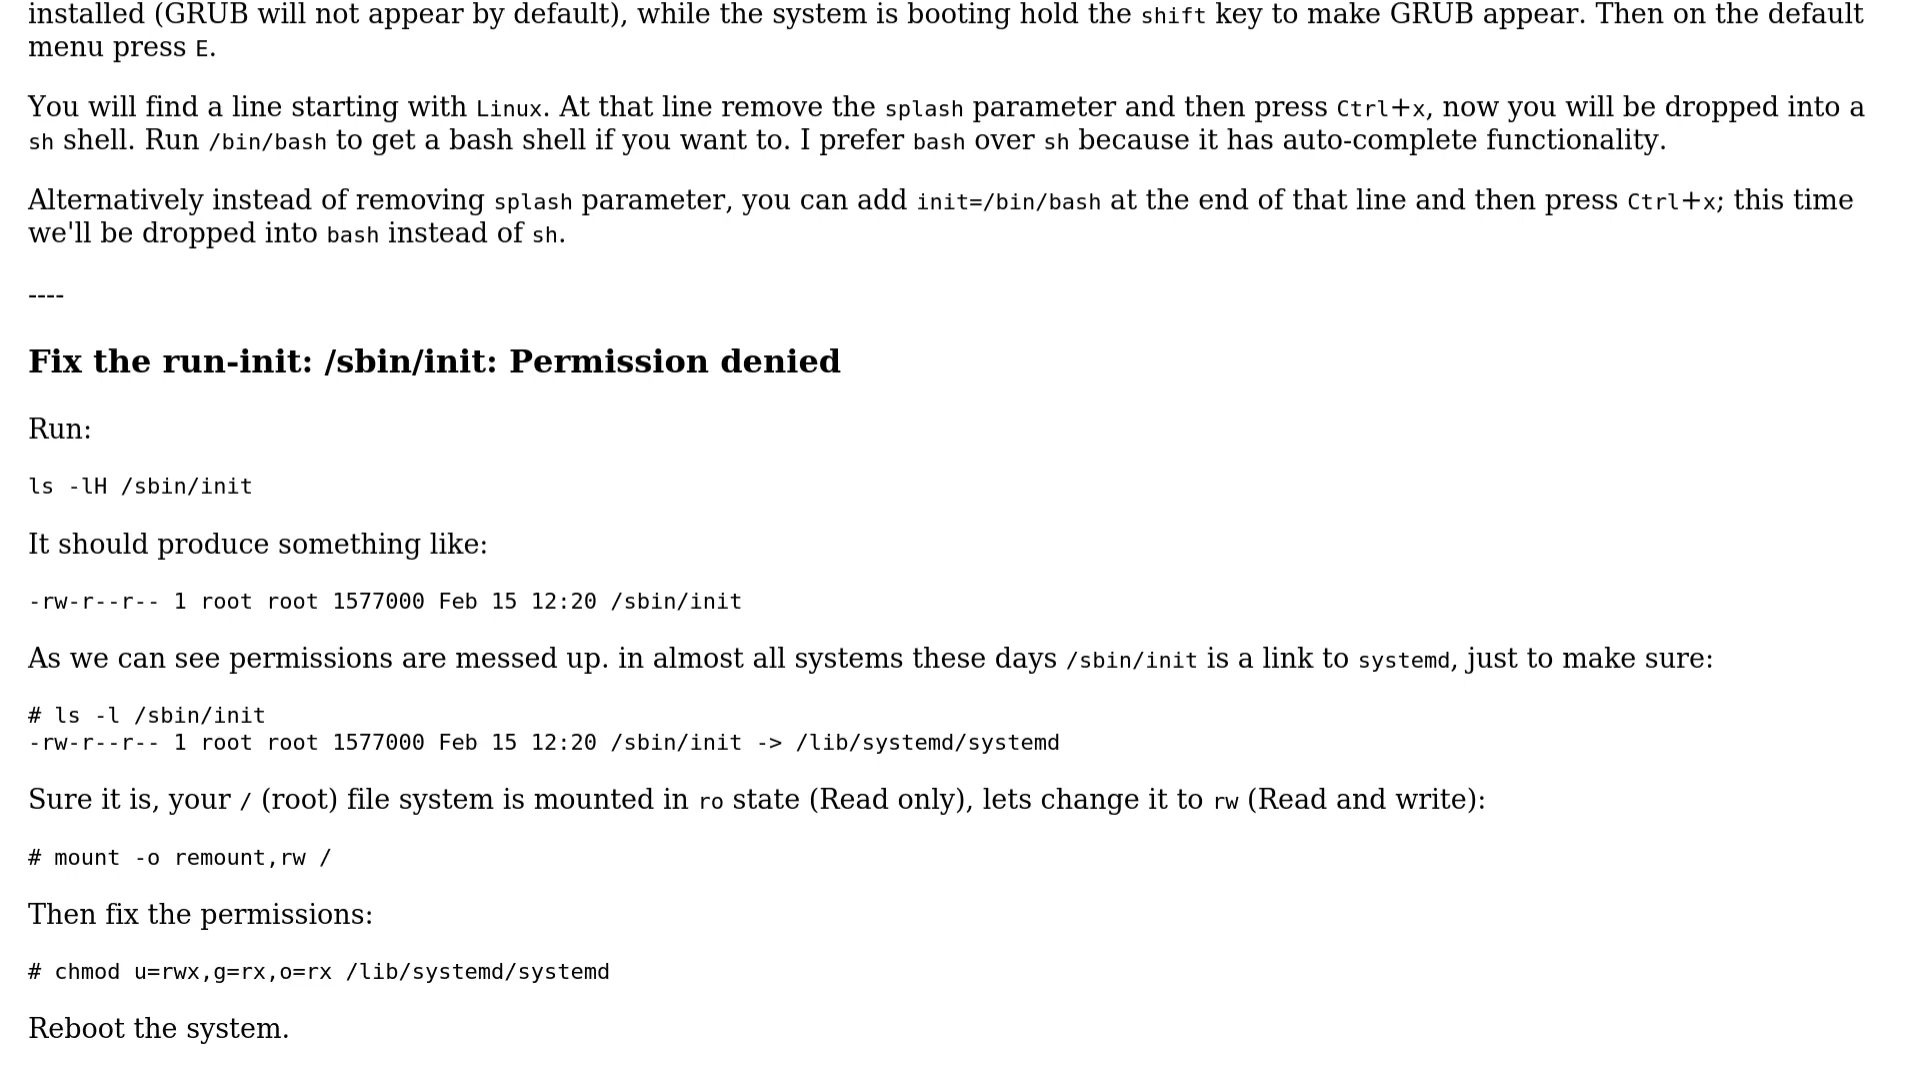 installed (GRUB will not appear by default), while the system is booting hold the shift key to make GRUB appear. Then on the default
menu press E.
You will find a line starting with Linux. At that line remove the splash parameter and then press Ctrl+x, now you will be dropped into a
sh shell. Run /bin/bash to get a bash shell if you want to. I prefer bash over sh because it has auto-complete functionality.
Alternatively instead of removing splash parameter, you can add init=/bin/bash at the end of that line and then press Ctrl+x; this time
we'll be dropped into bash instead of sh.
----
Fix the run-init: /sbin/init: Permission denied
Run:
ls -lH /sbin/init
It should produce something like:
-rw-r--r-- 1 root root 1577000 Feb 15 12:20 /sbin/init
As we can see permissions are messed up. in almost all systems these days /sbin/init is a link to systemd, just to make sure:
# ls -l /sbin/init
-rw-r--r-- 1 root root 1577000 Feb 15 12:20 /sbin/init -> /lib/systemd/systemd
Sure it is, your / (root) file system is mounted in ro state (Read only), lets change it to rw (Read and write):
# mount -o remount,rw /
Then fix the permissions:
# chmod u=rwx,g=rx,o=rx /lib/systemd/systemd
Reboot the system.